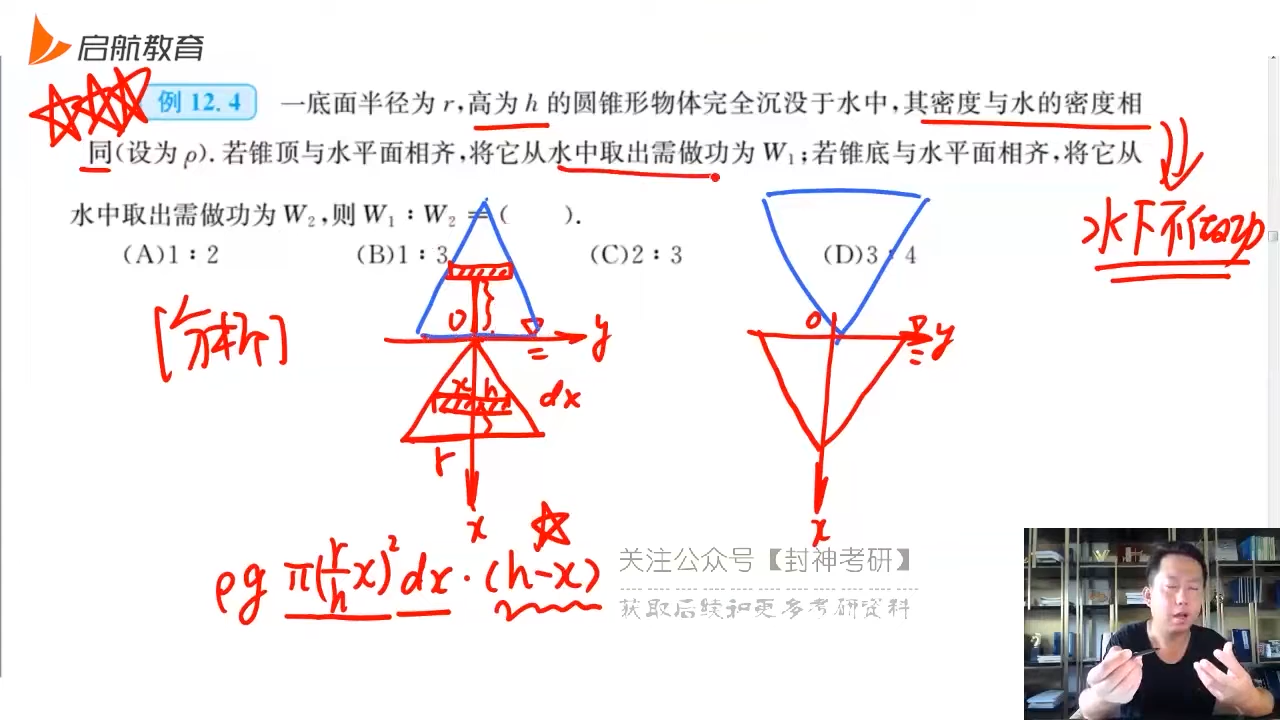 启航教育
例 12.4 一底面半径为 r,高为 h 的圆锥形物体完全沉没于水中,其密度与水的密度相
同(设为 ρ).若锥顶与水平面相齐,将它从水中取出需做功为 W₁;若锥底与水平面相齐,将它从
水中取出需做功为 W₂,则 W₁∶W₂=( ).
水下不做功
(A)1∶2 (B)1∶3 (C)2∶3 (D)3∶4
[分析]
O y O y
x h dx
r
x x
ρg π(r/h x)² dx · (h-x)
关注公众号【封神考研】
获取后续和更多考研资料